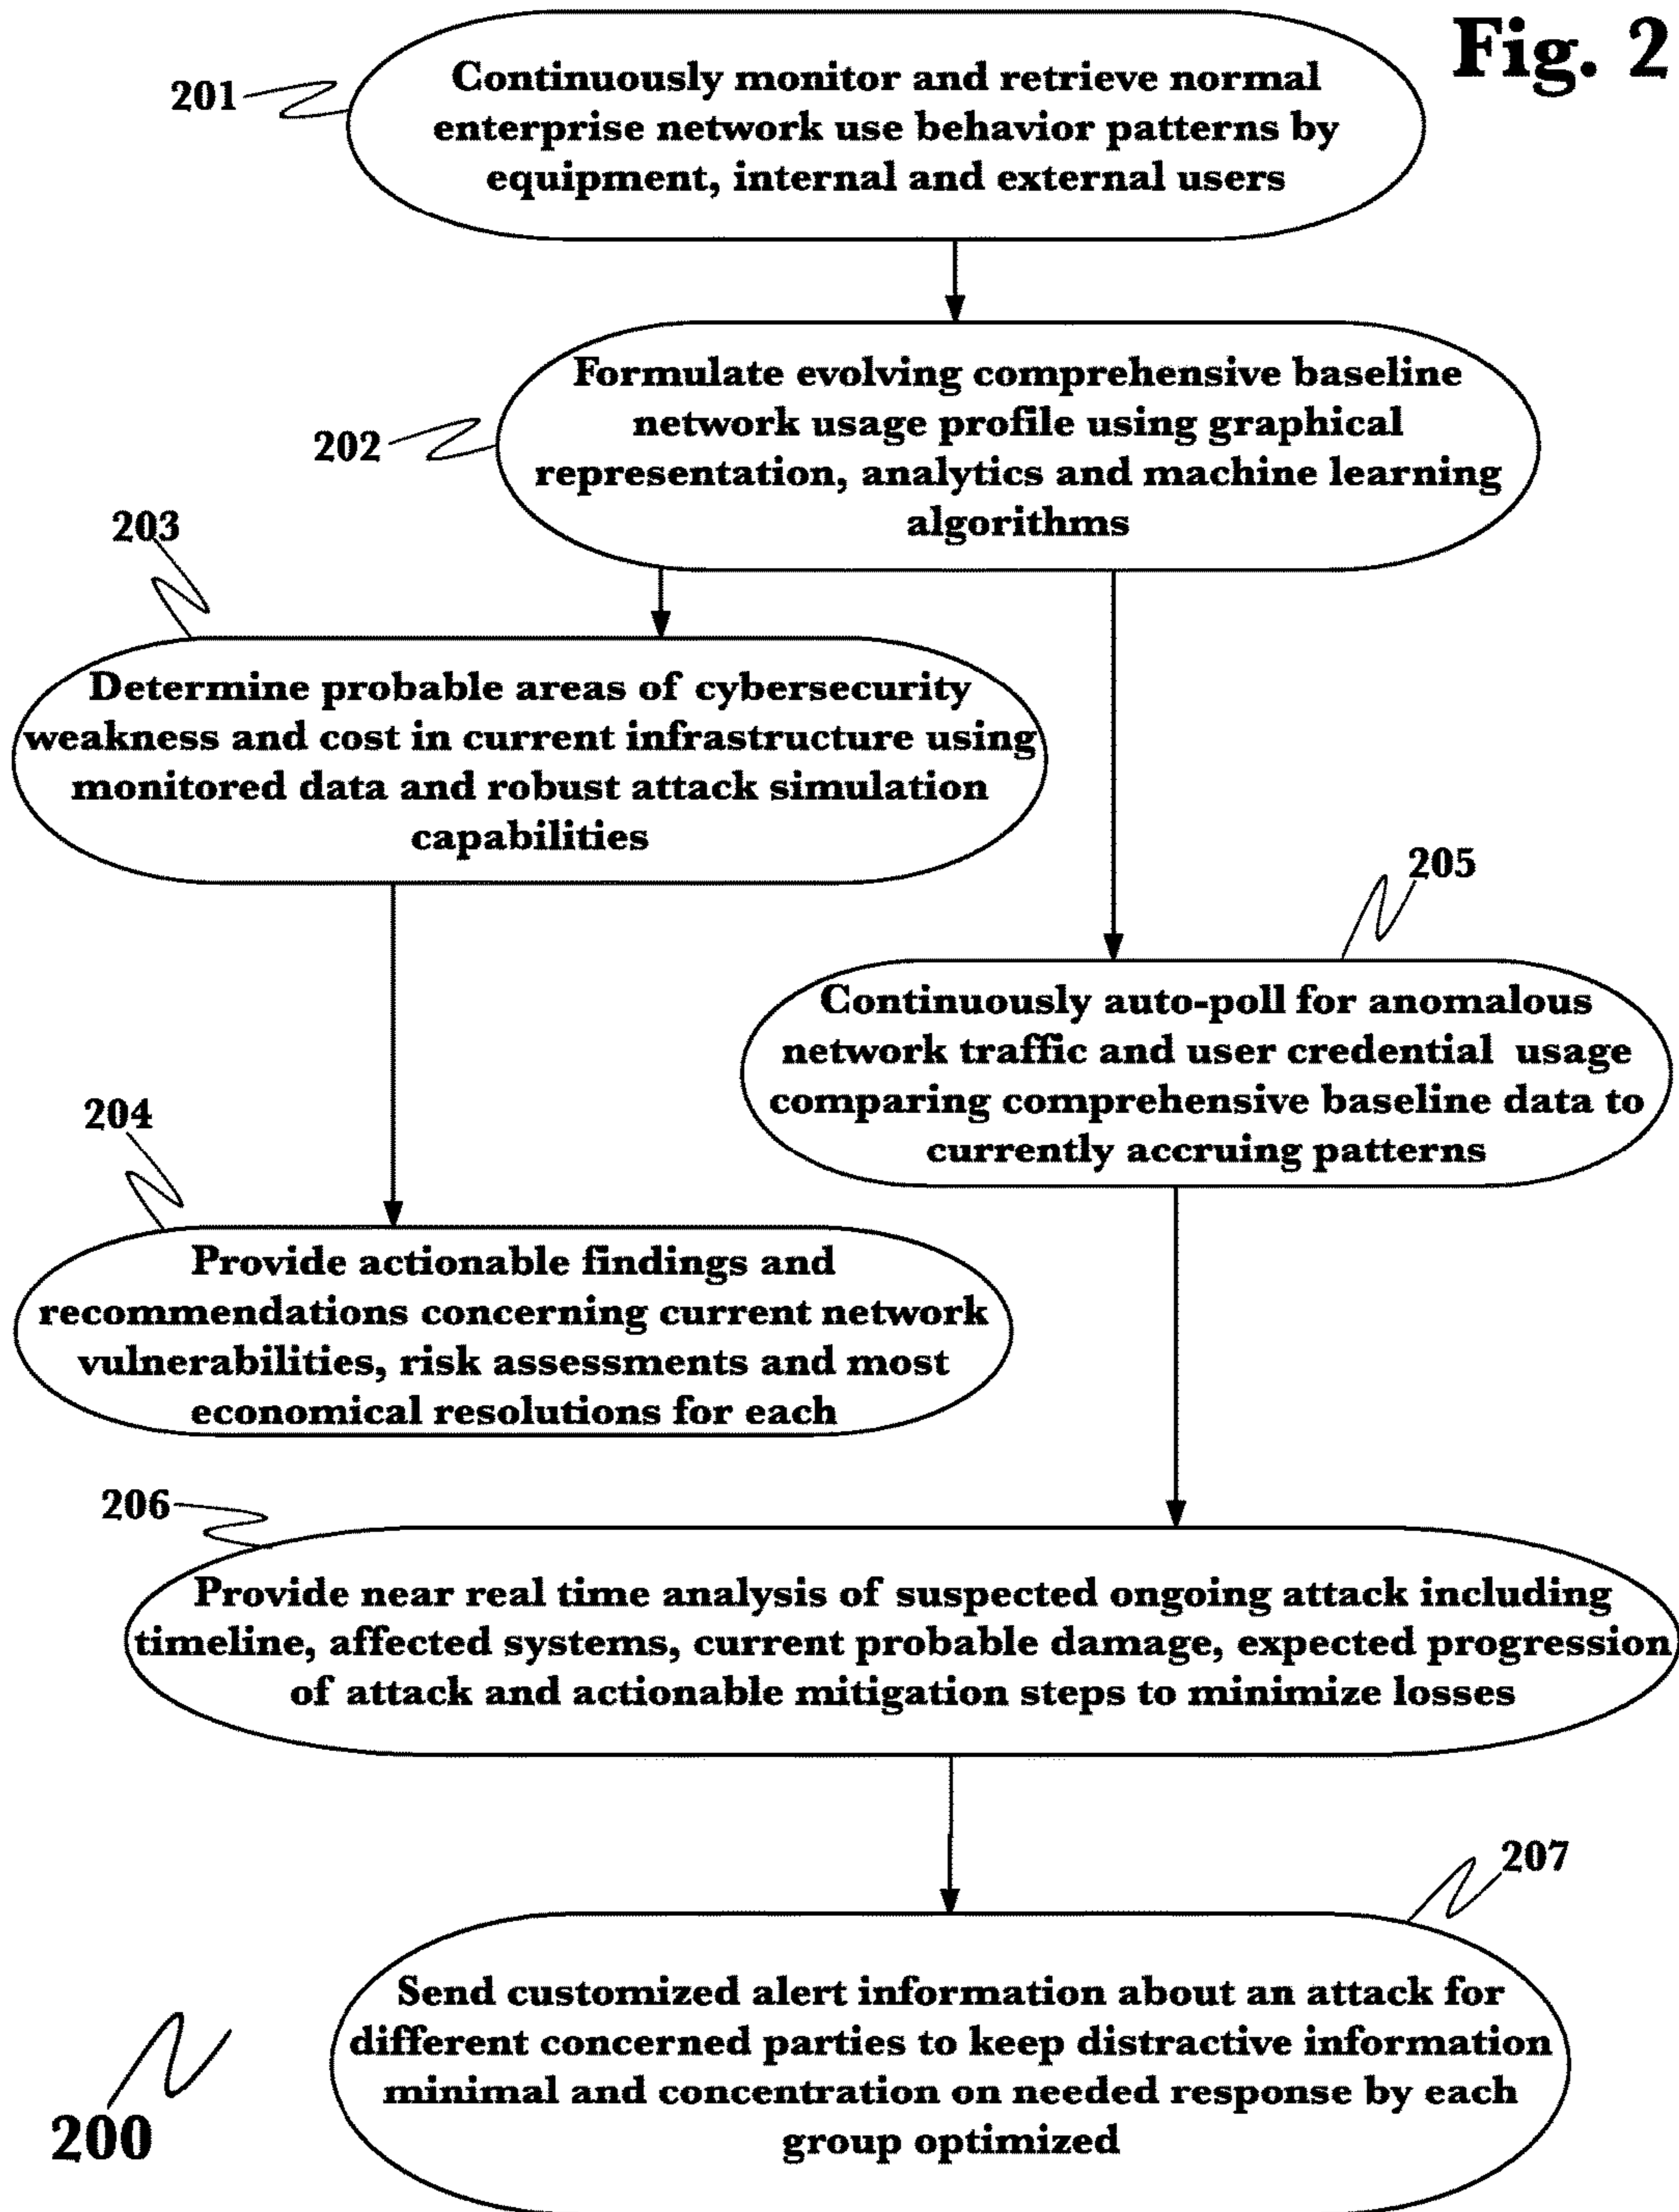 Fig. 2
201
Continuously monitor and retrieve normal
enterprise network use behavior patterns by
equipment, internal and external users
202
Formulate evolving comprehensive baseline
network usage profile using graphical
representation, analytics and machine learning
algorithms
203
Determine probable areas of cybersecurity
weakness and cost in current infrastructure using
monitored data and robust attack simulation
capabilities
205
Continuously auto-poll for anomalous
network traffic and user credential usage
comparing comprehensive baseline data to
currently accruing patterns
204
Provide actionable findings and
recommendations concerning current network
vulnerabilities, risk assessments and most
economical resolutions for each
206
Provide near real time analysis of suspected ongoing attack including
timeline, affected systems, current probable damage, expected progression
of attack and actionable mitigation steps to minimize losses
207
Send customized alert information about an attack for
different concerned parties to keep distractive information
minimal and concentration on needed response by each
group optimized
200